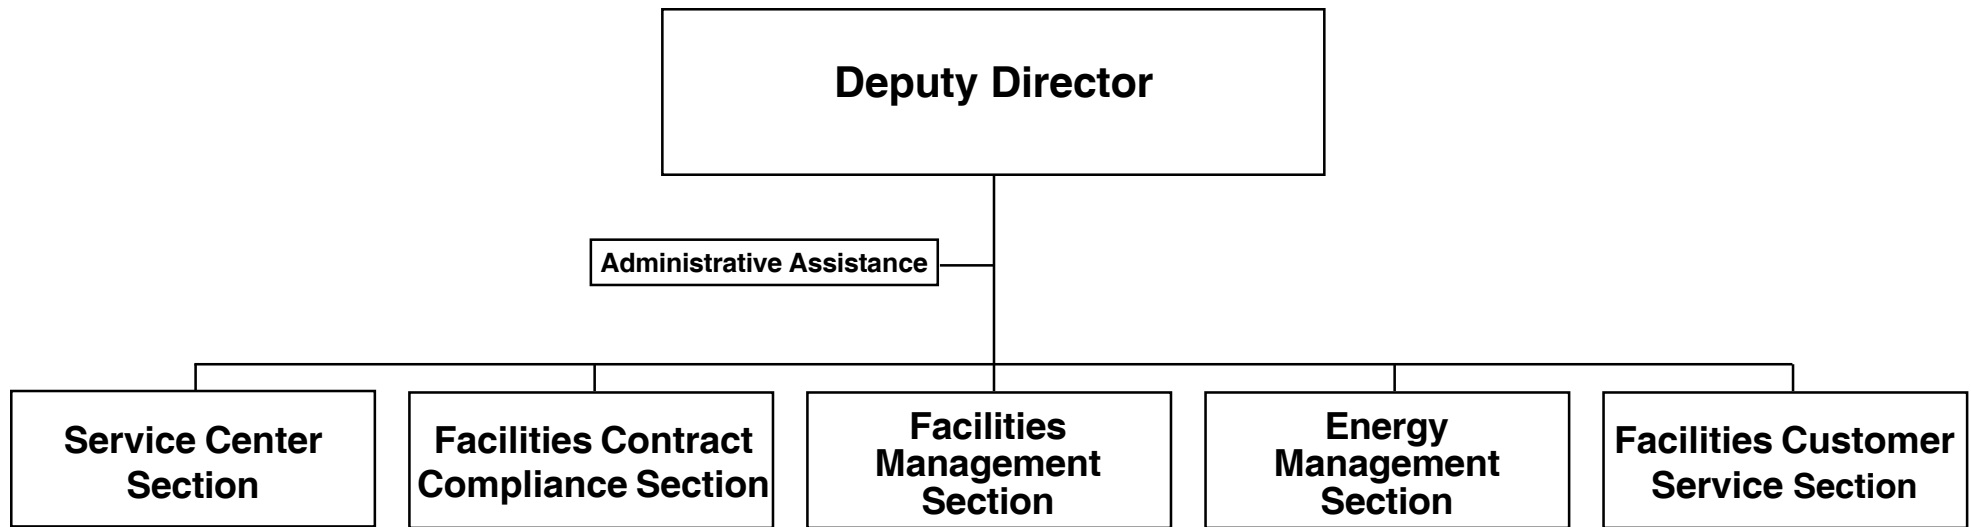 Deputy Director
Administrative Assistance
Service Center
Section
Facilities Contract
Compliance Section
Facilities
Management
Section
Energy
Management
Section
Facilities Customer
Service Section